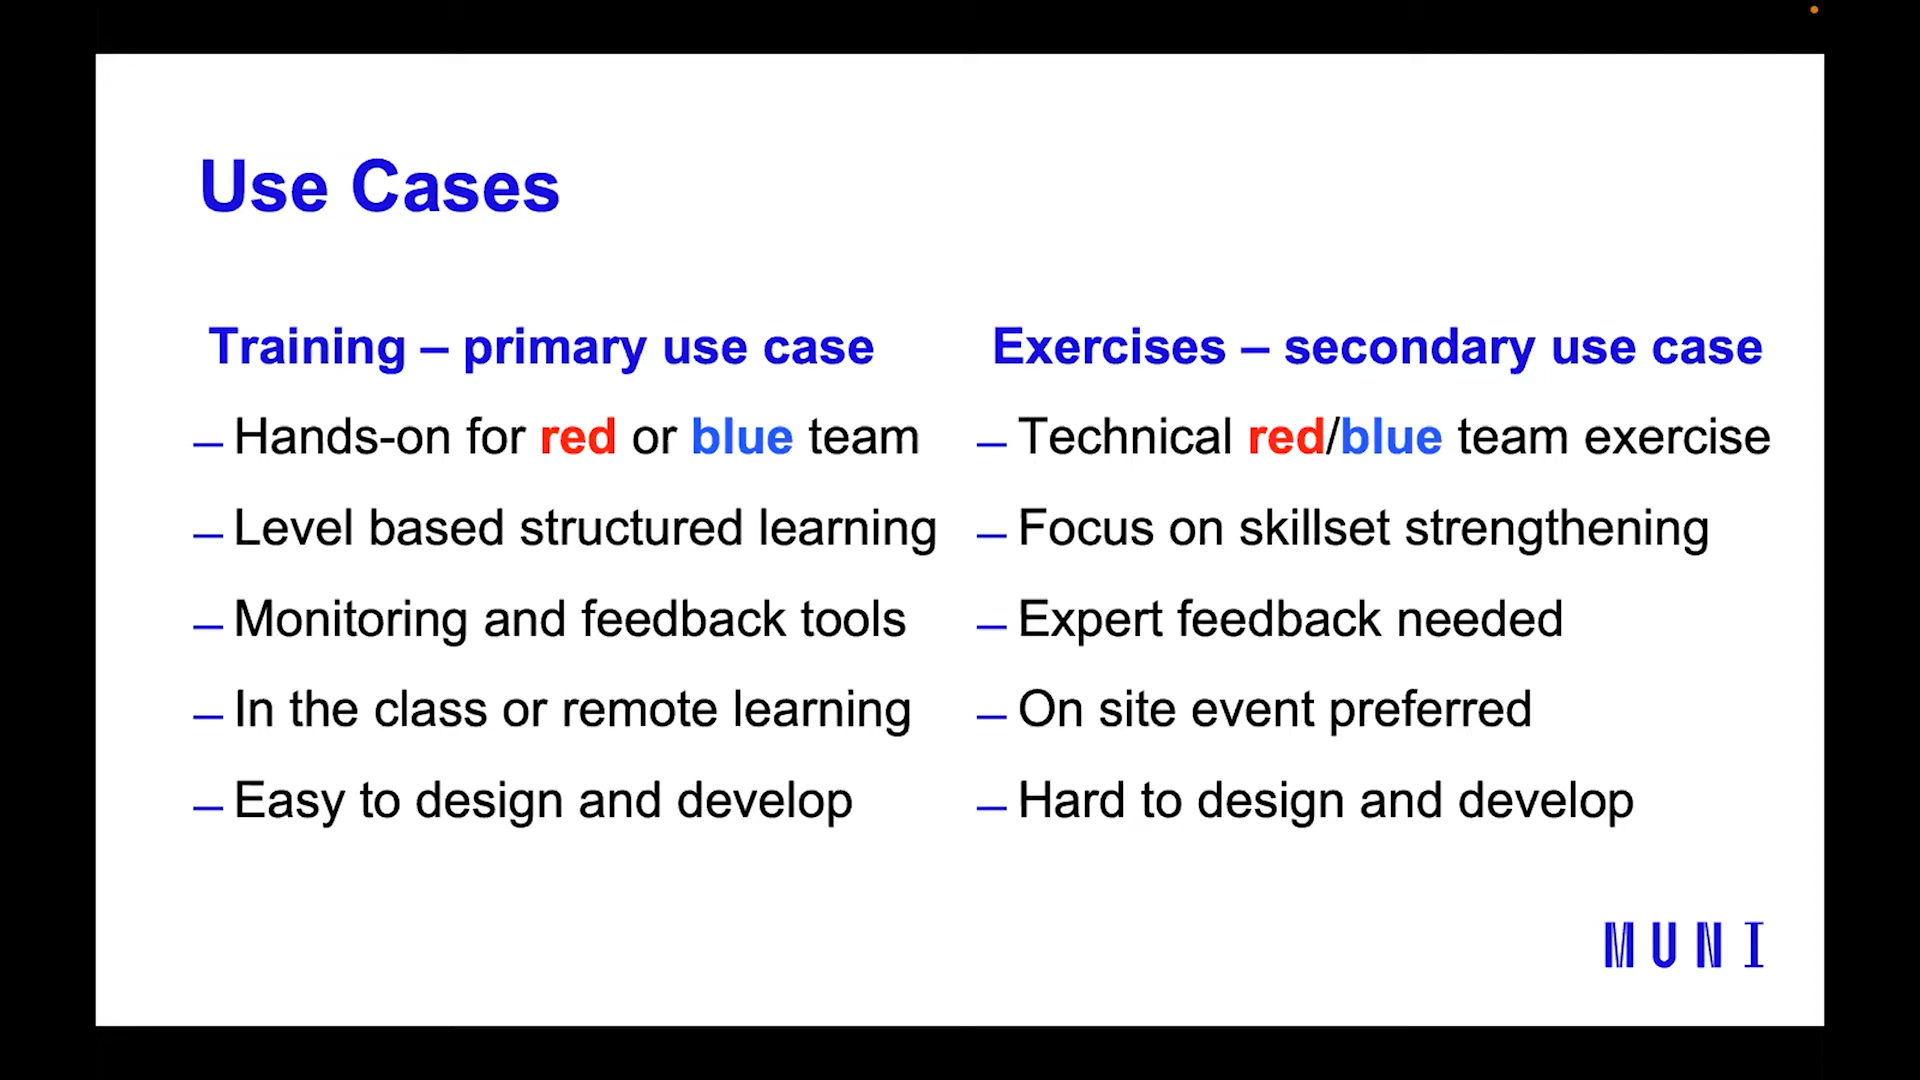 Use Cases
Training – primary use case
– Hands-on for red or blue team
– Level based structured learning
– Monitoring and feedback tools
– In the class or remote learning
– Easy to design and develop
Exercises – secondary use case
– Technical red/blue team exercise
– Focus on skillset strengthening
– Expert feedback needed
– On site event preferred
– Hard to design and develop
MUNI